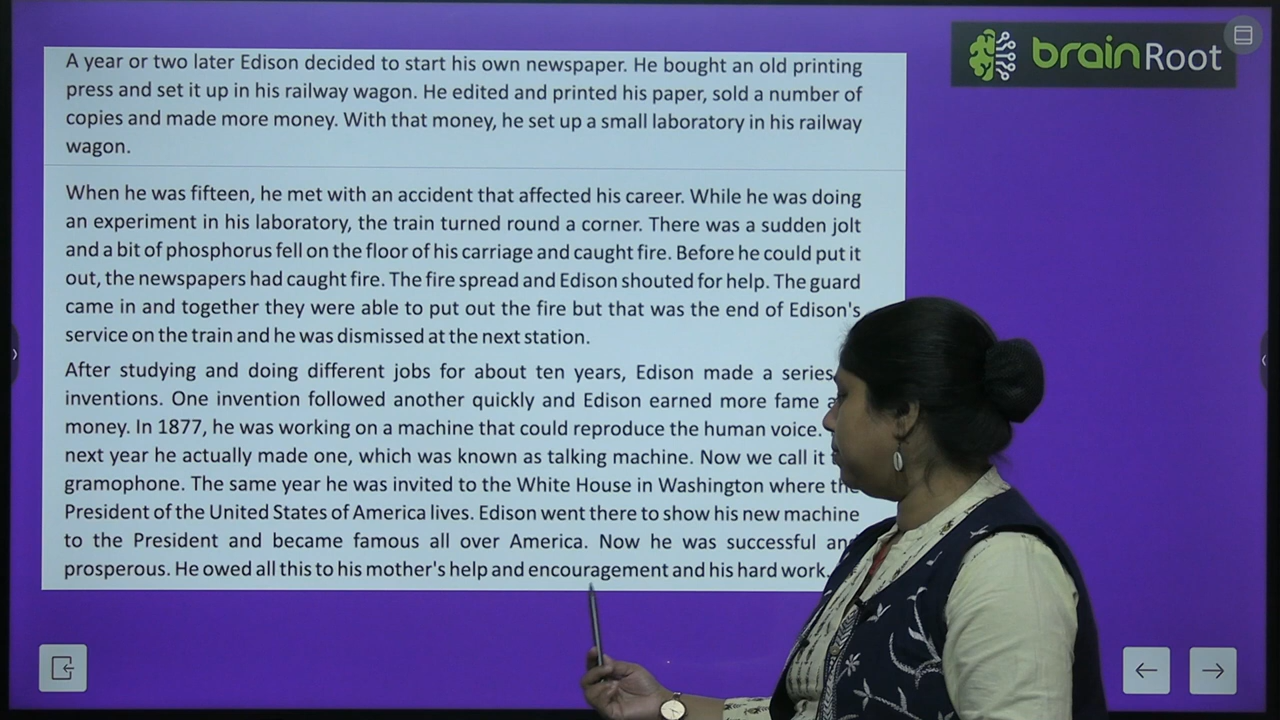 brainRoot
A year or two later Edison decided to start his own newspaper. He bought an old printing
press and set it up in his railway wagon. He edited and printed his paper, sold a number of
copies and made more money. With that money, he set up a small laboratory in his railway
wagon.
When he was fifteen, he met with an accident that affected his career. While he was doing
an experiment in his laboratory, the train turned round a corner. There was a sudden jolt
and a bit of phosphorus fell on the floor of his carriage and caught fire. Before he could put it
out, the newspapers had caught fire. The fire spread and Edison shouted for help. The guard
came in and together they were able to put out the fire but that was the end of Edison's
service on the train and he was dismissed at the next station.
After studying and doing different jobs for about ten years, Edison made a series
inventions. One invention followed another quickly and Edison earned more fame
money. In 1877, he was working on a machine that could reproduce the human voice.
next year he actually made one, which was known as talking machine. Now we call it
gramophone. The same year he was invited to the White House in Washington where the
President of the United States of America lives. Edison went there to show his new machine
to the President and became famous all over America. Now he was successful and
prosperous. He owed all this to his mother's help and encouragement and his hard work.